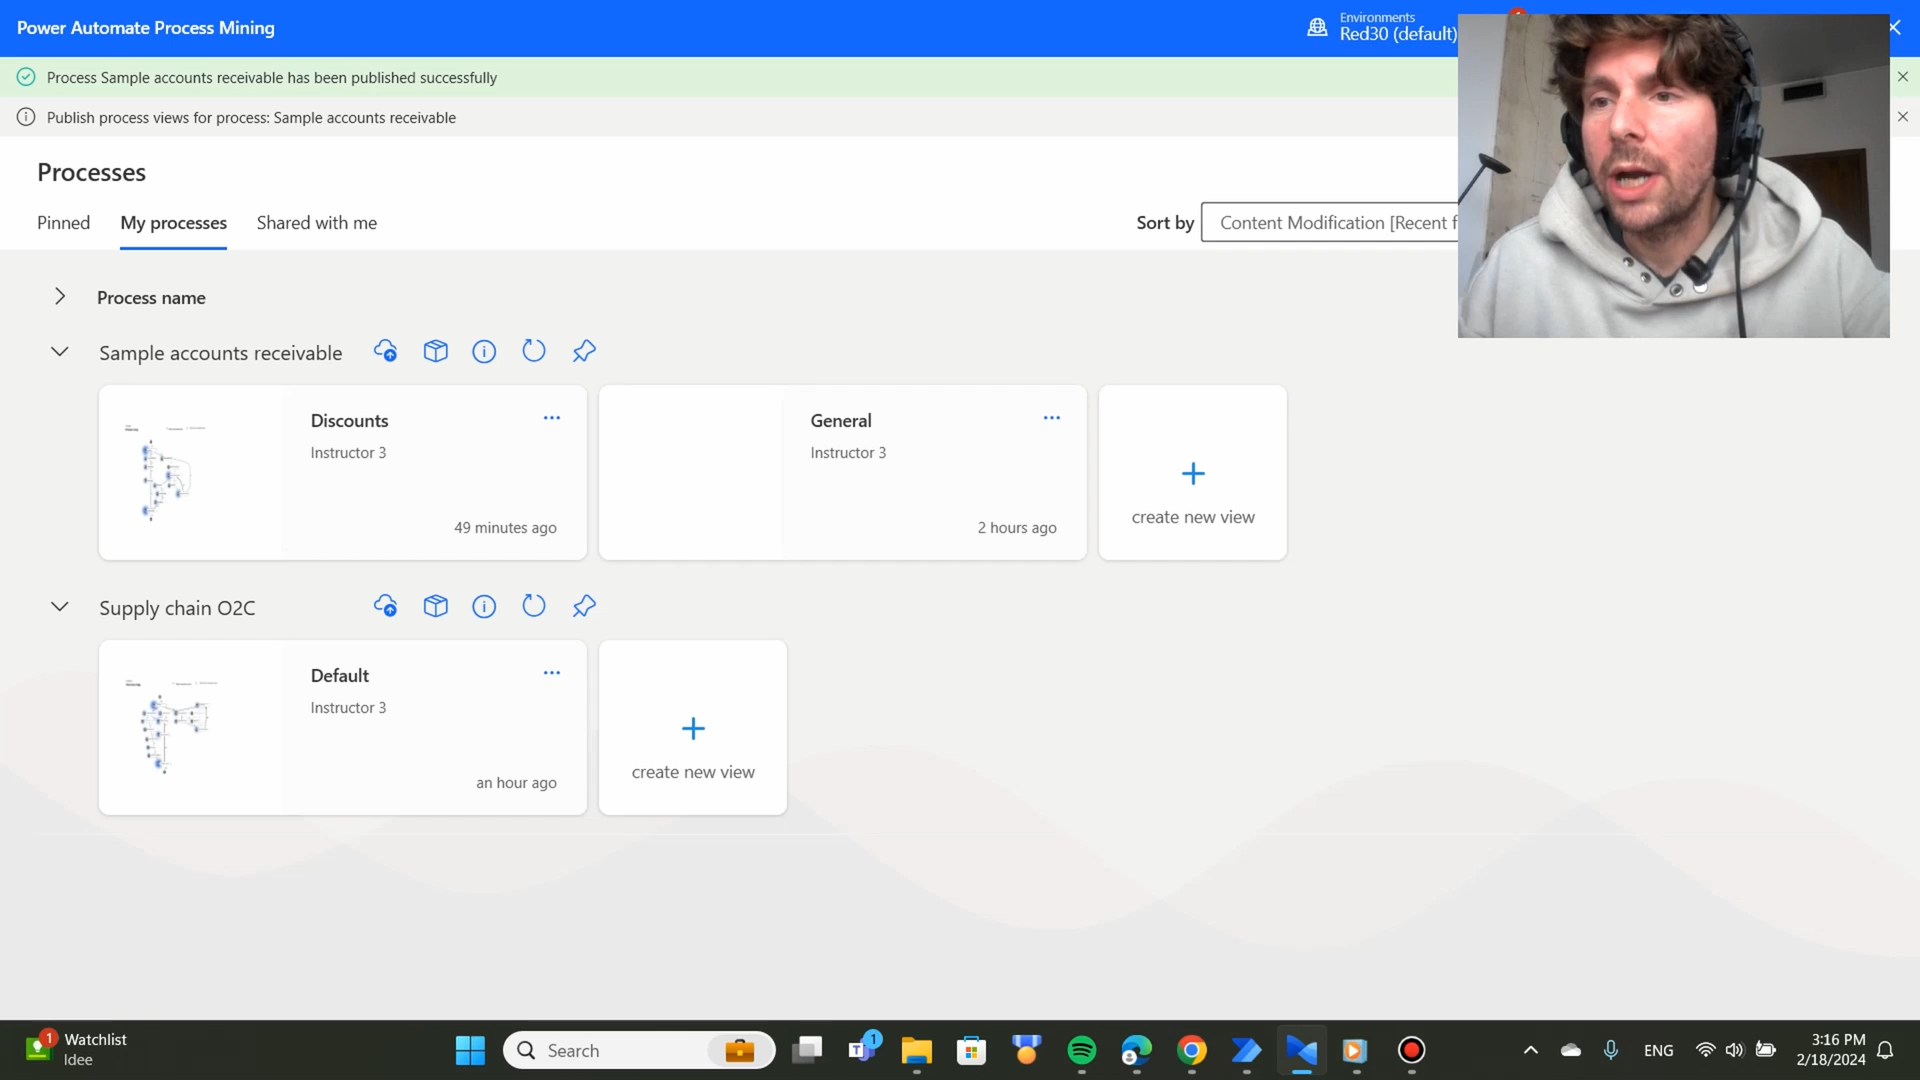 Power Automate Process Mining
Environments
Red30 (default)
Process Sample accounts receivable has been published successfully
Publish process views for process: Sample accounts receivable
Processes
Pinned
My processes
Shared with me
Sort by
Content Modification [Recent f
Process name
Sample accounts receivable
Discounts
Instructor 3
49 minutes ago
General
Instructor 3
2 hours ago
create new view
Supply chain O2C
Default
Instructor 3
an hour ago
create new view
1
Watchlist
Idee
Search
1
ENG
3:16 PM
2/18/2024